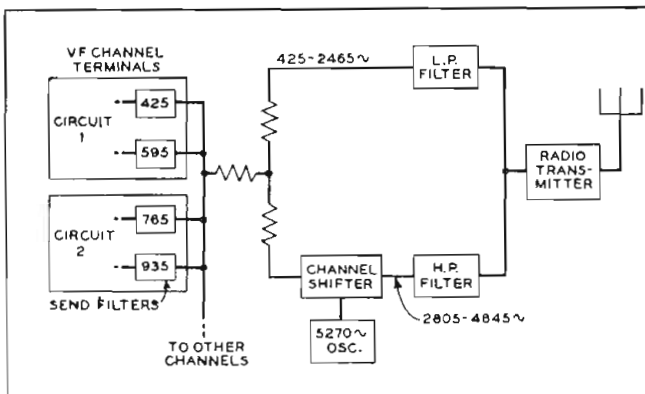 VF CHANNEL
TERMINALS
CIRCUIT
1
425
595
CIRCUIT
2
765
935
SEND FILTERS
TO OTHER
CHANNELS
425-2465~
L.P.
FILTER
RADIO
TRANS-
MITTER
CHANNEL
SHIFTER
H.P.
FILTER
5270~
OSC.
2805-4845~